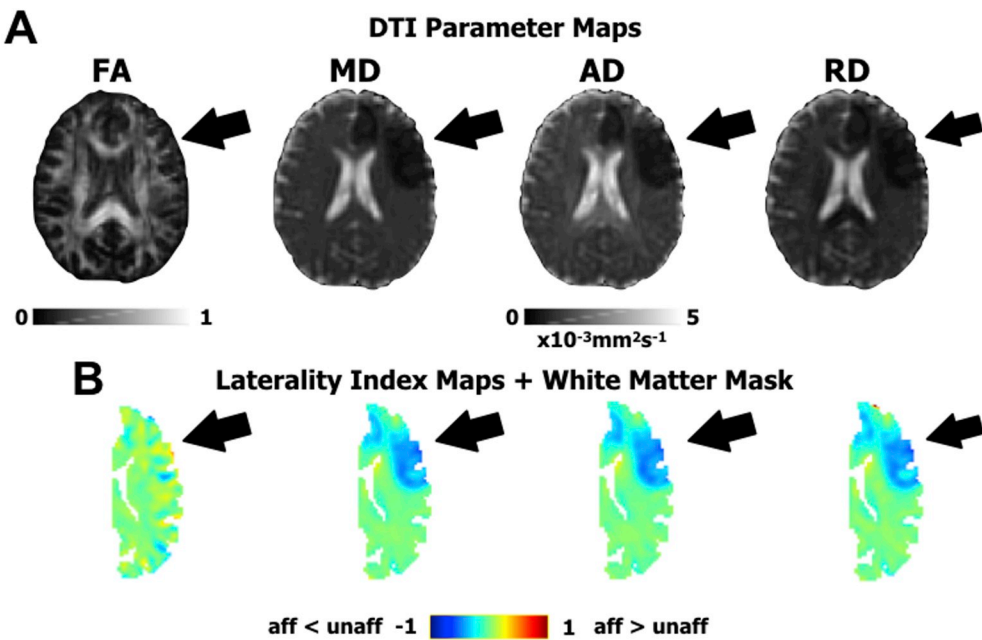 A
DTI Parameter Maps
FA MD AD RD
0 1 0 5
x10⁻³mm²s⁻¹
B
Laterality Index Maps + White Matter Mask
aff < unaff -1 1 aff > unaff